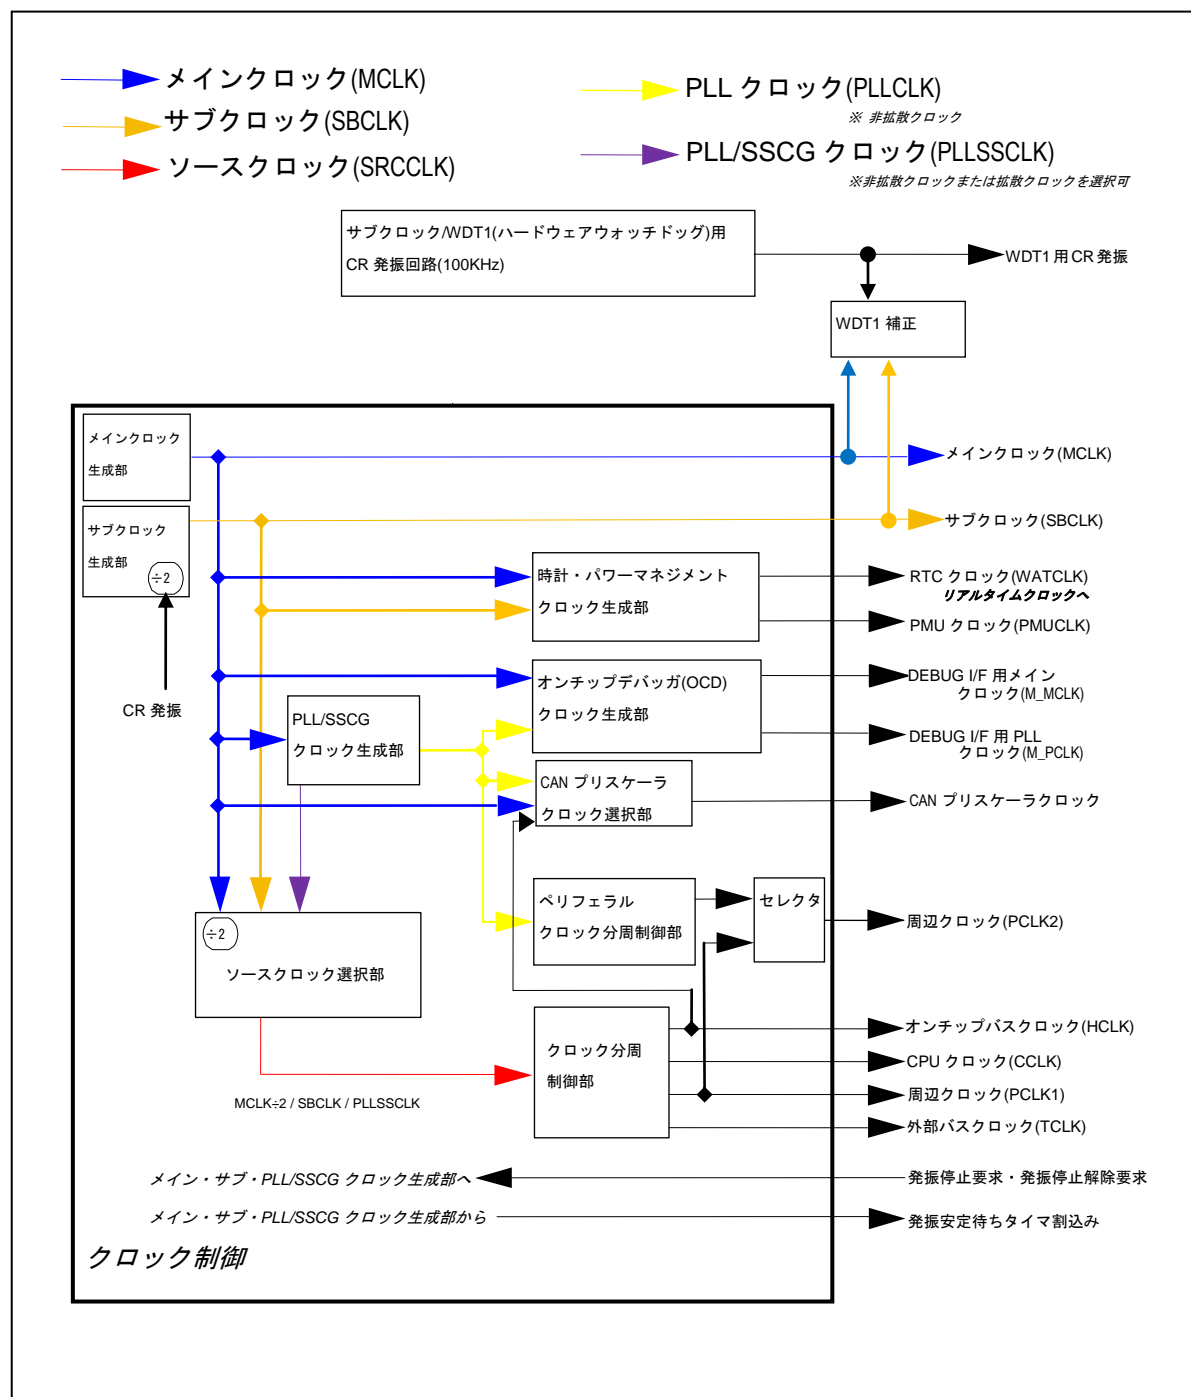 メインクロック(MCLK)
サブクロック(SBCLK)
ソースクロック(SRCCLK)
PLL クロック(PLLCLK)
※ 非拡散クロック
PLL/SSCG クロック(PLLSSCLK)
※非拡散クロックまたは拡散クロックを選択可
サブクロック/WDT1(ハードウェアウォッチドッグ)用
CR 発振回路(100KHz)
WDT1 用 CR 発振
WDT1 補正
メインクロック
生成部
メインクロック(MCLK)
サブクロック
生成部
÷2
サブクロック(SBCLK)
時計・パワーマネジメント
クロック生成部
RTC クロック(WATCLK)
リアルタイムクロックへ
PMU クロック(PMUCLK)
CR 発振
オンチップデバッガ(OCD)
クロック生成部
DEBUG I/F 用メイン
クロック(M_MCLK)
PLL/SSCG
クロック生成部
DEBUG I/F 用 PLL
クロック(M_PCLK)
CAN プリスケーラ
クロック選択部
CAN プリスケーラクロック
ペリフェラル
クロック分周制御部
セレクタ
周辺クロック(PCLK2)
÷2
ソースクロック選択部
クロック分周
制御部
オンチップバスクロック(HCLK)
CPU クロック(CCLK)
周辺クロック(PCLK1)
外部バスクロック(TCLK)
MCLK÷2 / SBCLK / PLLSSCLK
メイン・サブ・PLL/SSCG クロック生成部へ
発振停止要求・発振停止解除要求
メイン・サブ・PLL/SSCG クロック生成部から
発振安定待ちタイマ割込み
クロック制御